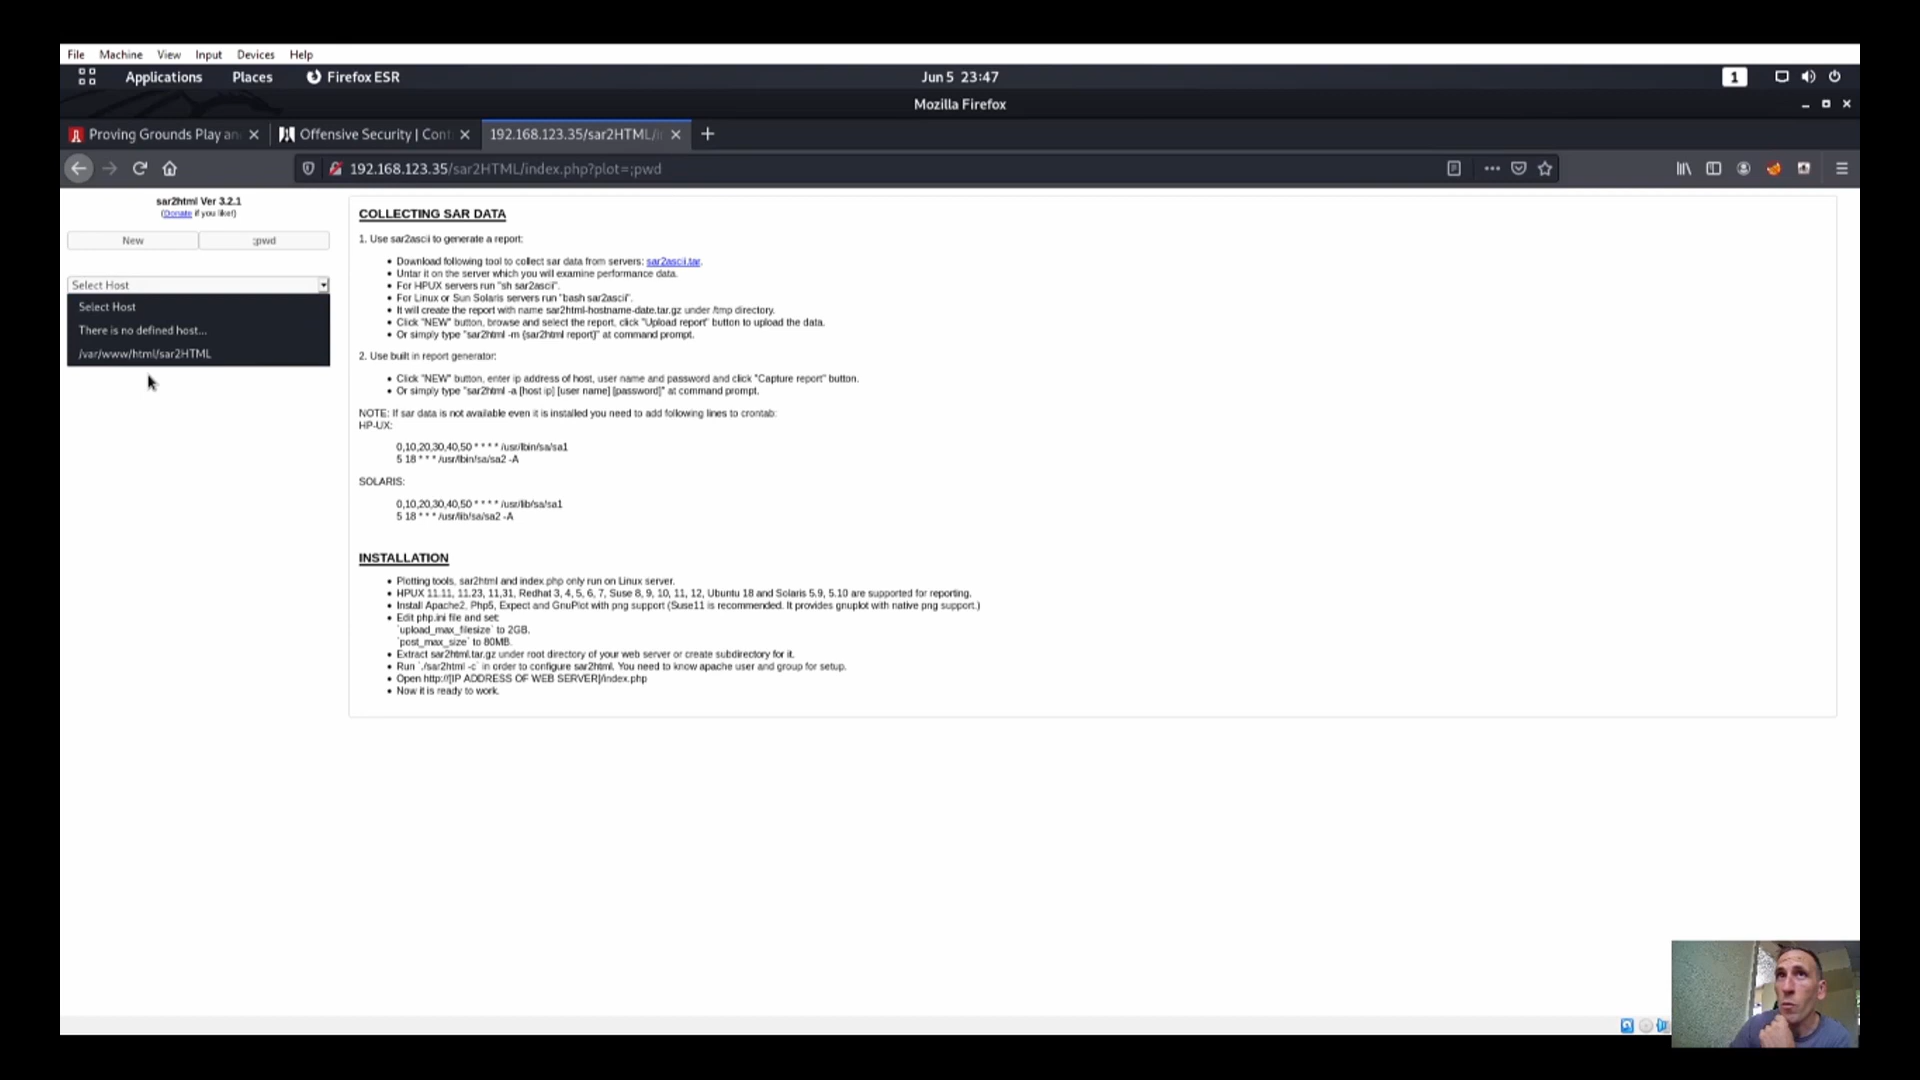 File Machine View Input Devices Help
Applications Places Firefox ESR Jun 5 23:47 1
Mozilla Firefox
Proving Grounds Play an Offensive Security | Cont 192.168.123.35/sar2HTML/i
192.168.123.35/sar2HTML/index.php?plot=;pwd
sar2html Ver 3.2.1
(Donate if you like!)
New ;pwd
Select Host
Select Host
There is no defined host...
/var/www/html/sar2HTML
COLLECTING SAR DATA
1. Use sar2ascii to generate a report:
• Download following tool to collect sar data from servers: sar2ascii.tar.
• Untar it on the server which you will examine performance data.
• For HPUX servers run "sh sar2ascii".
• For Linux or Sun Solaris servers run "bash sar2ascii".
• It will create the report with name sar2html-hostname-date.tar.gz under /tmp directory.
• Click "NEW" button, browse and select the report, click "Upload report" button to upload the data.
• Or simply type "sar2html -m {sar2html report}" at command prompt.
2. Use built in report generator:
• Click "NEW" button, enter ip address of host, user name and password and click "Capture report" button.
• Or simply type "sar2html -a [host ip] [user name] [password]" at command prompt.
NOTE: If sar data is not available even it is installed you need to add following lines to crontab:
HP-UX:
0,10,20,30,40,50 * * * * /usr/lbin/sa/sa1
5 18 * * * /usr/lbin/sa/sa2 -A
SOLARIS:
0,10,20,30,40,50 * * * * /usr/lib/sa/sa1
5 18 * * * /usr/lib/sa/sa2 -A
INSTALLATION
• Plotting tools, sar2html and index.php only run on Linux server.
• HPUX 11.11, 11.23, 11,31, Redhat 3, 4, 5, 6, 7, Suse 8, 9, 10, 11, 12, Ubuntu 18 and Solaris 5.9, 5.10 are supported for reporting.
• Install Apache2, Php5, Expect and GnuPlot with png support (Suse11 is recommended. It provides gnuplot with native png support.)
• Edit php.ini file and set:
`upload_max_filesize` to 2GB.
`post_max_size` to 80MB.
• Extract sar2html.tar.gz under root directory of your web server or create subdirectory for it.
• Run `./sar2html -c` in order to configure sar2html. You need to know apache user and group for setup.
• Open http://[IP ADDRESS OF WEB SERVER]/index.php
• Now it is ready to work.